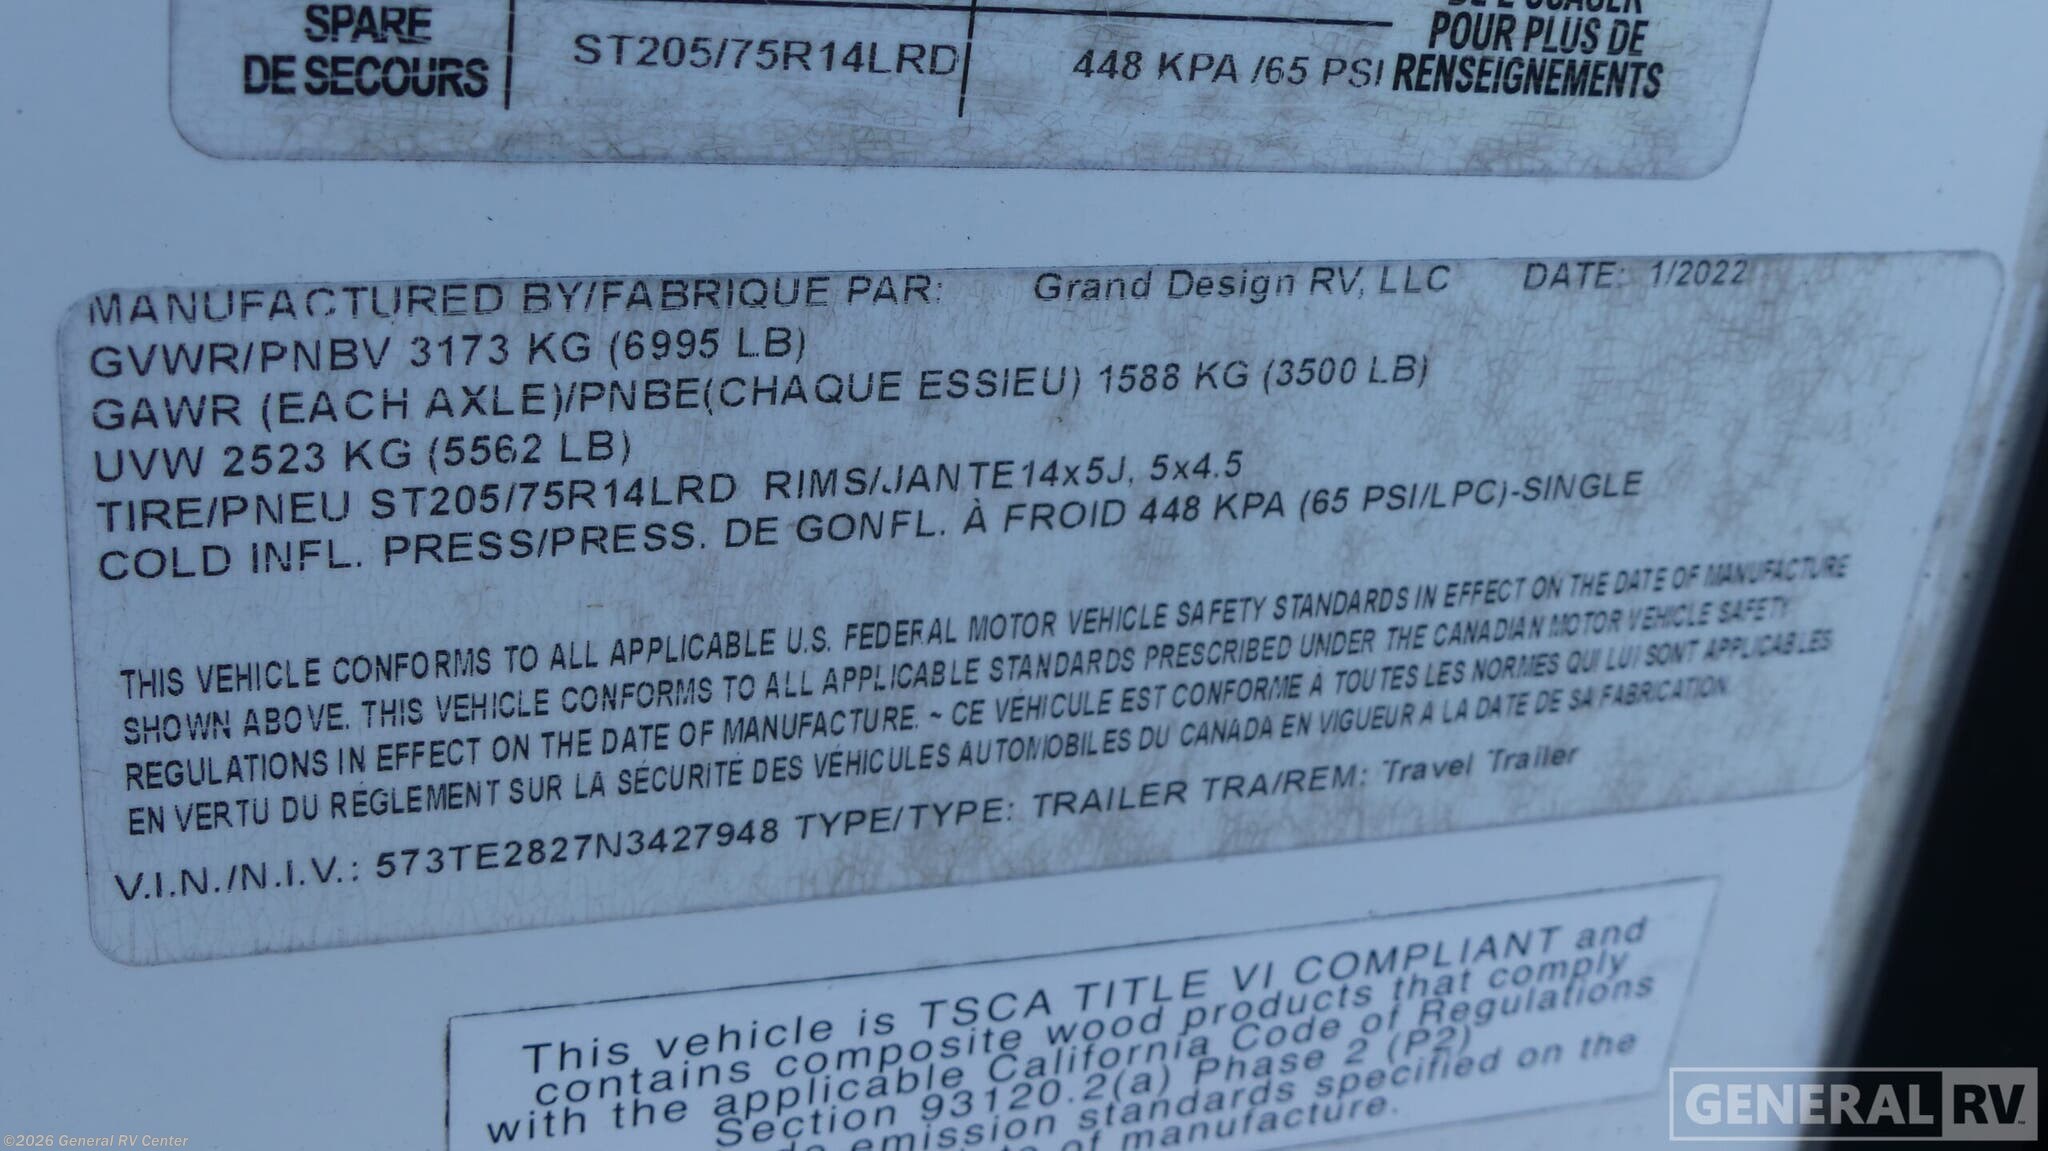 SPARE
DE SECOURS
ST205/75R14LRD
448 KPA /65 PSI
POUR PLUS DE
RENSEIGNEMENTS
MANUFACTURED BY/FABRIQUE PAR: Grand Design RV, LLC DATE: 1/2022
GVWR/PNBV 3173 KG (6995 LB)
GAWR (EACH AXLE)/PNBE(CHAQUE ESSIEU) 1588 KG (3500 LB)
UVW 2523 KG (5562 LB)
TIRE/PNEU ST205/75R14LRD RIMS/JANTE14x5J, 5x4.5
COLD INFL. PRESS/PRESS. DE GONFL. À FROID 448 KPA (65 PSI/LPC)-SINGLE
THIS VEHICLE CONFORMS TO ALL APPLICABLE U.S. FEDERAL MOTOR VEHICLE SAFETY STANDARDS IN EFFECT ON THE DATE OF MANUFACTURE
SHOWN ABOVE. THIS VEHICLE CONFORMS TO ALL APPLICABLE STANDARDS PRESCRIBED UNDER THE CANADIAN MOTOR VEHICLE SAFETY
REGULATIONS IN EFFECT ON THE DATE OF MANUFACTURE. ~ CE VÉHICULE EST CONFORME À TOUTES LES NORMES QUI LUI SONT APPLICABLES
EN VERTU DU RÉGLEMENT SUR LA SÉCURITÉ DES VÉHICULES AUTOMOBILES DU CANADA EN VIGUEUR A LA DATE DE SA FABRICATION
V.I.N./N.I.V.: 573TE2827N3427948 TYPE/TYPE: TRAILER TRA/REM: Travel Trailer
This vehicle is TSCA TITLE VI COMPLIANT and
contains composite wood products that comply
with the applicable California Code of Regulations
Section 93120.2(a) Phase 2 (P2)
emission standards specified on the
of manufacture.
GENERAL RV
©2026 General RV Center